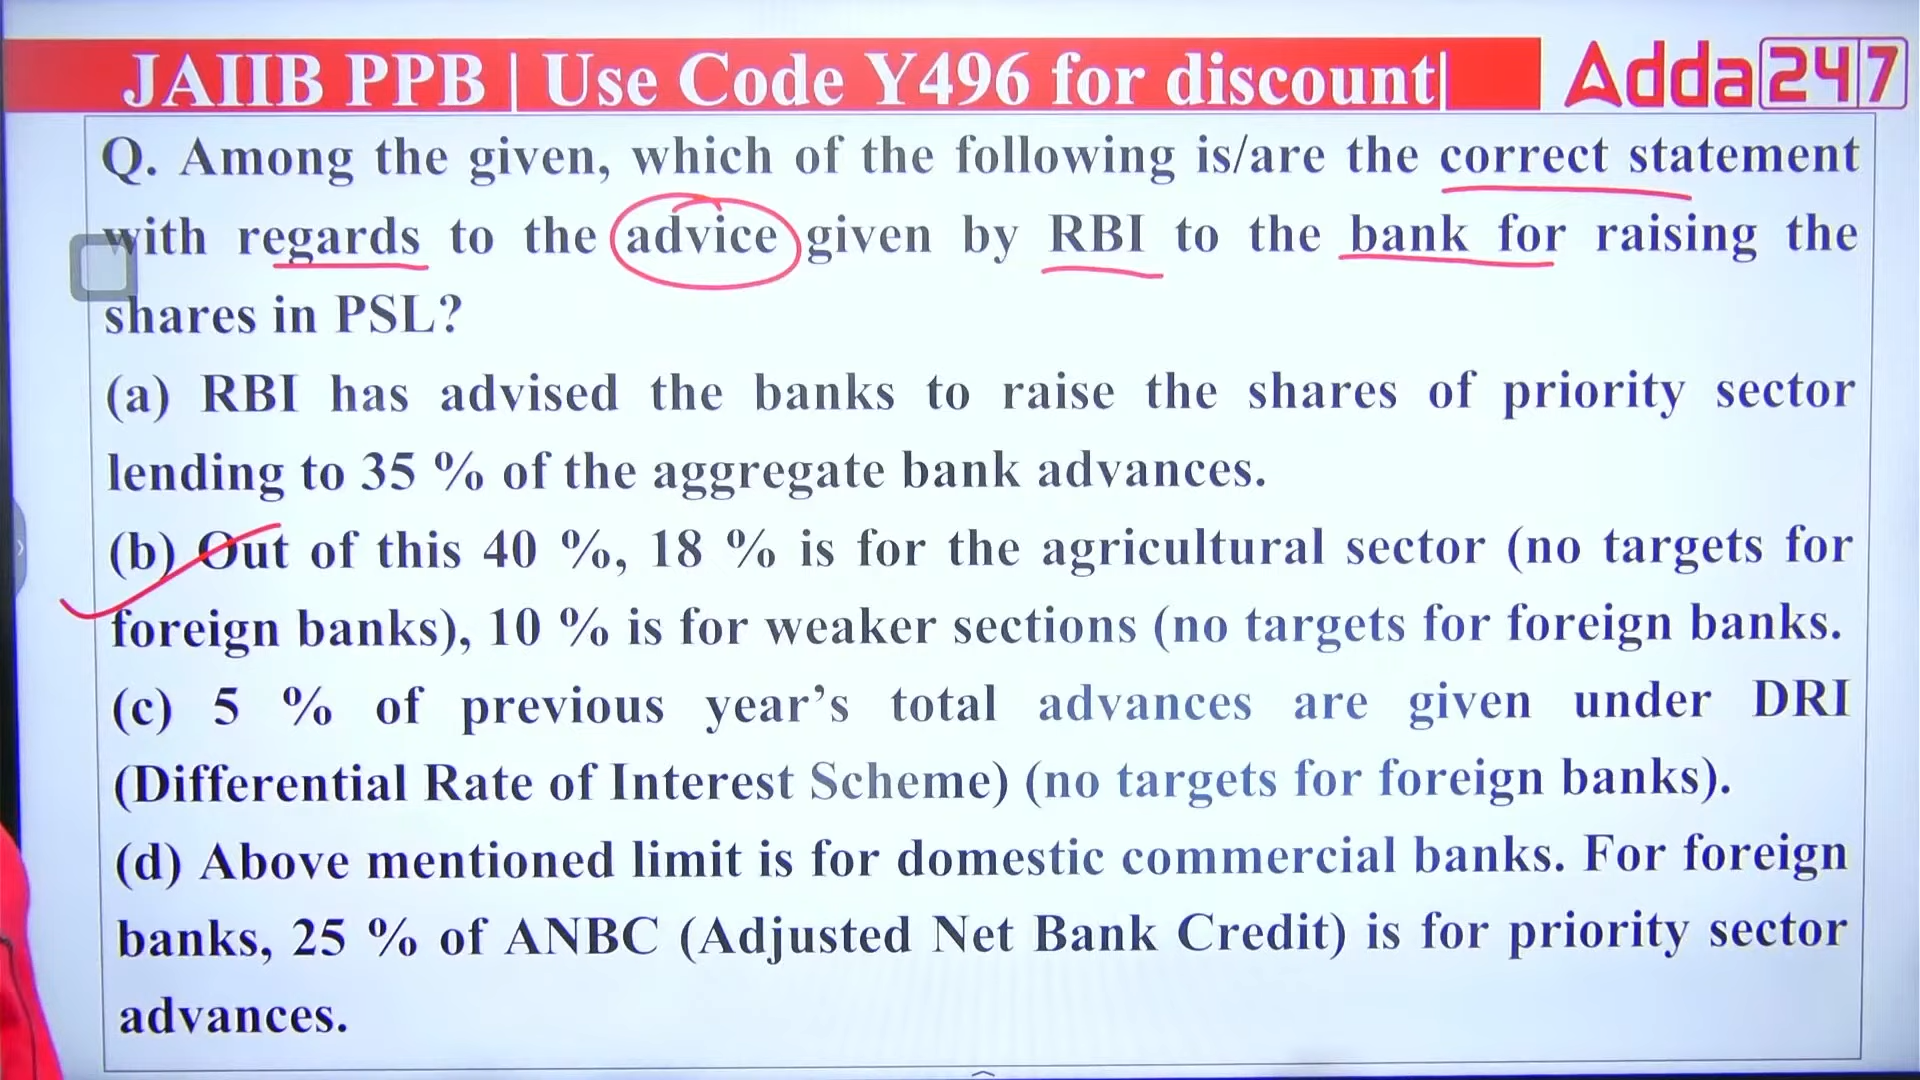 JAIIB PPB | Use Code Y496 for discount|
Adda247
Q. Among the given, which of the following is/are the correct statement
with regards to the advice given by RBI to the bank for raising the
shares in PSL?
(a) RBI has advised the banks to raise the shares of priority sector
lending to 35 % of the aggregate bank advances.
(b) Out of this 40 %, 18 % is for the agricultural sector (no targets for
foreign banks), 10 % is for weaker sections (no targets for foreign banks.
(c) 5 % of previous year's total advances are given under DRI
(Differential Rate of Interest Scheme) (no targets for foreign banks).
(d) Above mentioned limit is for domestic commercial banks. For foreign
banks, 25 % of ANBC (Adjusted Net Bank Credit) is for priority sector
advances.